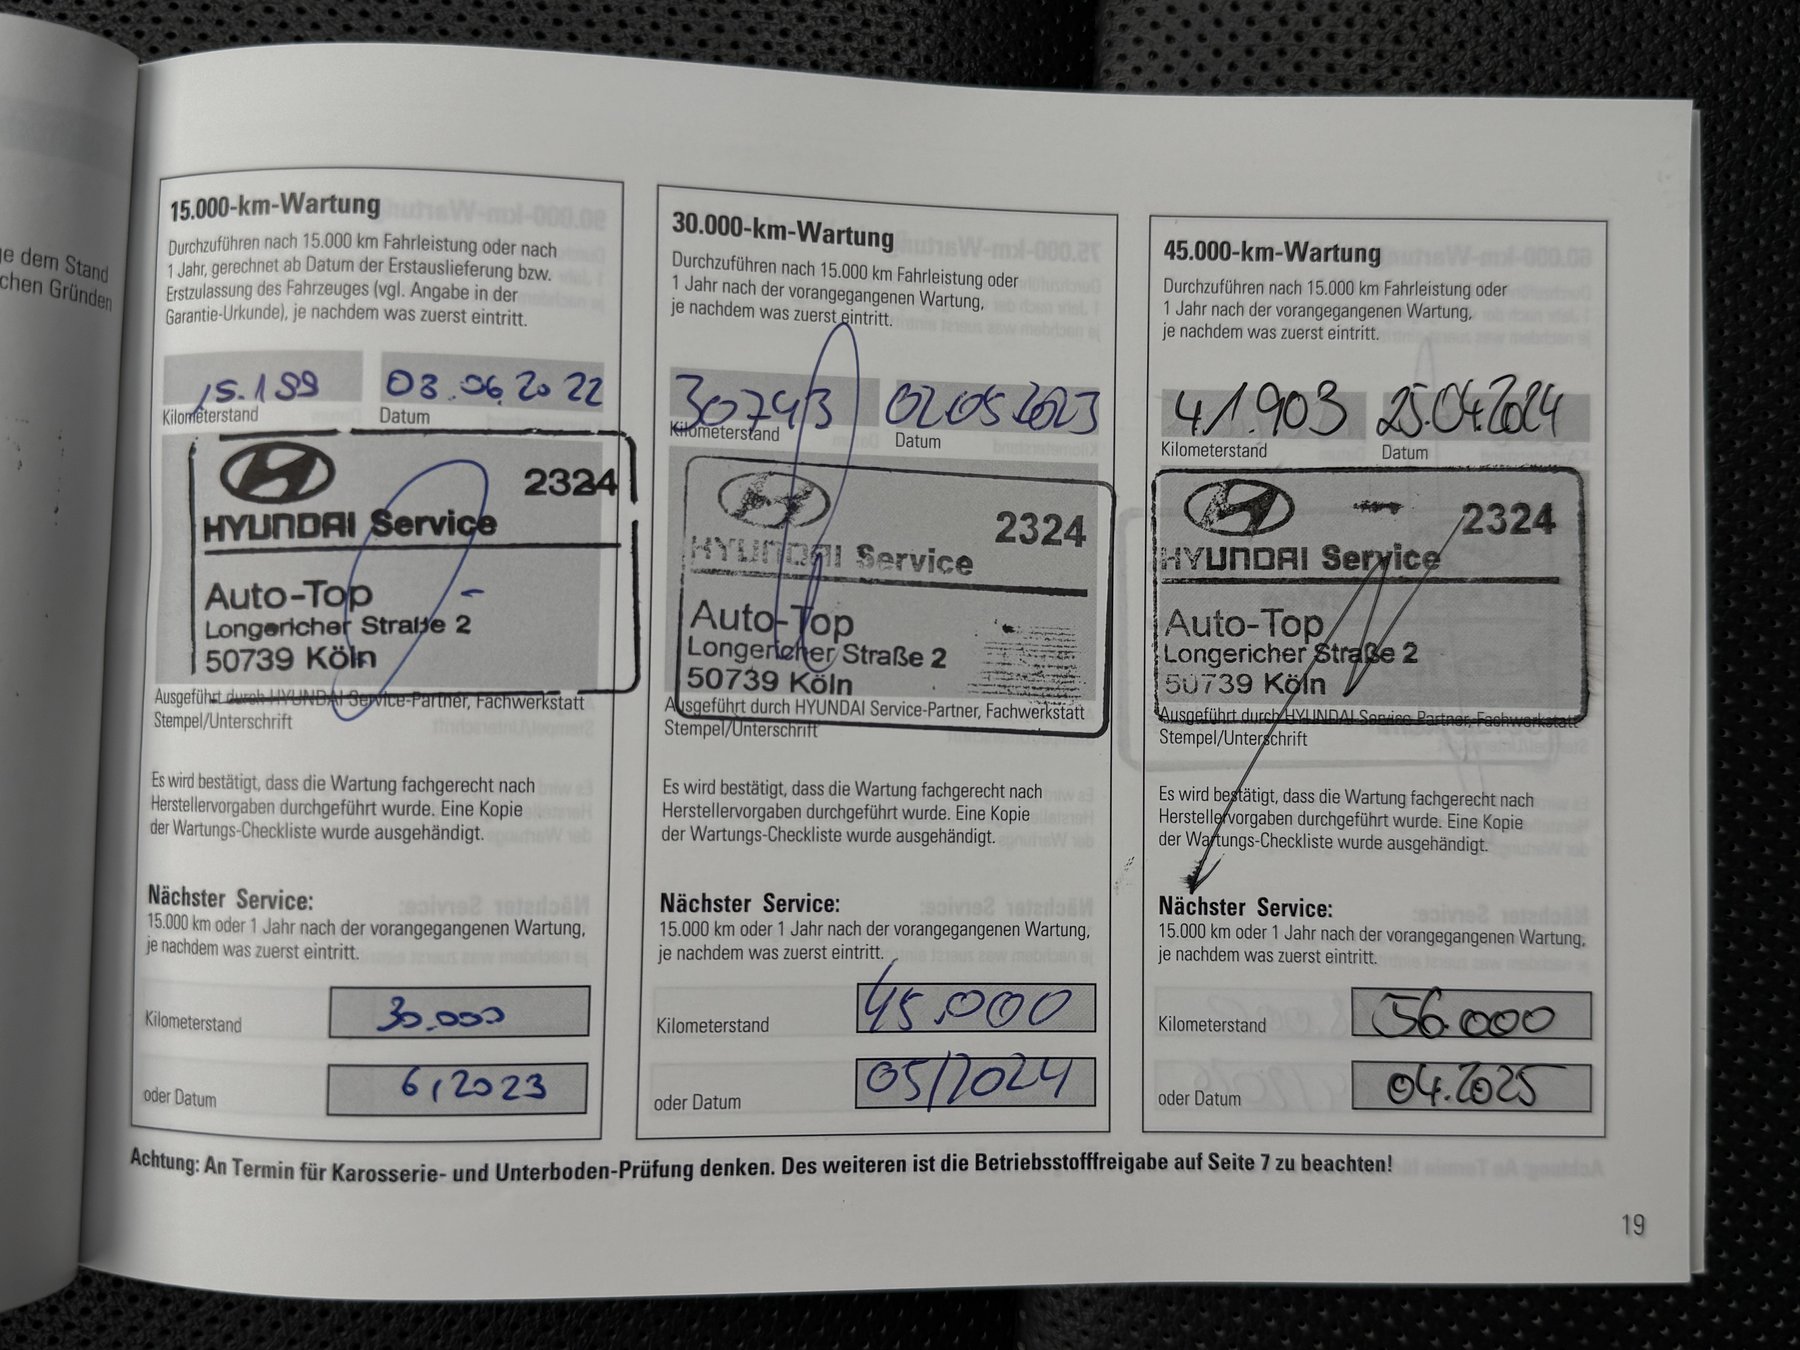 ge dem Stand
chen Gründen
15.000-km-Wartung
Durchzuführen nach 15.000 km Fahrleistung oder nach
1 Jahr, gerechnet ab Datum der Erstauslieferung bzw.
Erstzulassung des Fahrzeuges (vgl. Angabe in der
Garantie-Urkunde), je nachdem was zuerst eintritt.
15.199 03.06.2022
Kilometerstand Datum
2324
HYUNDAI Service
Auto-Top
Longericher Straße 2
50739 Köln
Ausgeführt durch HYUNDAI Service-Partner, Fachwerkstatt
Stempel/Unterschrift
Es wird bestätigt, dass die Wartung fachgerecht nach
Herstellervorgaben durchgeführt wurde. Eine Kopie
der Wartungs-Checkliste wurde ausgehändigt.
Nächster Service:
15.000 km oder 1 Jahr nach der vorangegangenen Wartung,
je nachdem was zuerst eintritt.
Kilometerstand 30.000
oder Datum 6/2023
30.000-km-Wartung
Durchzuführen nach 15.000 km Fahrleistung oder
1 Jahr nach der vorangegangenen Wartung,
je nachdem was zuerst eintritt.
30743 02.05.2023
Kilometerstand Datum
2324
HYUNDAI Service
Auto-Top
Longericher Straße 2
50739 Köln
Ausgeführt durch HYUNDAI Service-Partner, Fachwerkstatt
Stempel/Unterschrift
Es wird bestätigt, dass die Wartung fachgerecht nach
Herstellervorgaben durchgeführt wurde. Eine Kopie
der Wartungs-Checkliste wurde ausgehändigt.
Nächster Service:
15.000 km oder 1 Jahr nach der vorangegangenen Wartung,
je nachdem was zuerst eintritt.
Kilometerstand 45.000
oder Datum 05/2024
45.000-km-Wartung
Durchzuführen nach 15.000 km Fahrleistung oder
1 Jahr nach der vorangegangenen Wartung,
je nachdem was zuerst eintritt.
41.903 25.04.2024
Kilometerstand Datum
2324
HYUNDAI Service
Auto-Top
Longericher Straße 2
50739 Köln
Ausgeführt durch HYUNDAI Service-Partner, Fachwerkstatt
Stempel/Unterschrift
Es wird bestätigt, dass die Wartung fachgerecht nach
Herstellervorgaben durchgeführt wurde. Eine Kopie
der Wartungs-Checkliste wurde ausgehändigt.
Nächster Service:
15.000 km oder 1 Jahr nach der vorangegangenen Wartung,
je nachdem was zuerst eintritt.
Kilometerstand 56.000
oder Datum 04.2025
Achtung: An Termin für Karosserie- und Unterboden-Prüfung denken. Des weiteren ist die Betriebsstofffreigabe auf Seite 7 zu beachten!
19